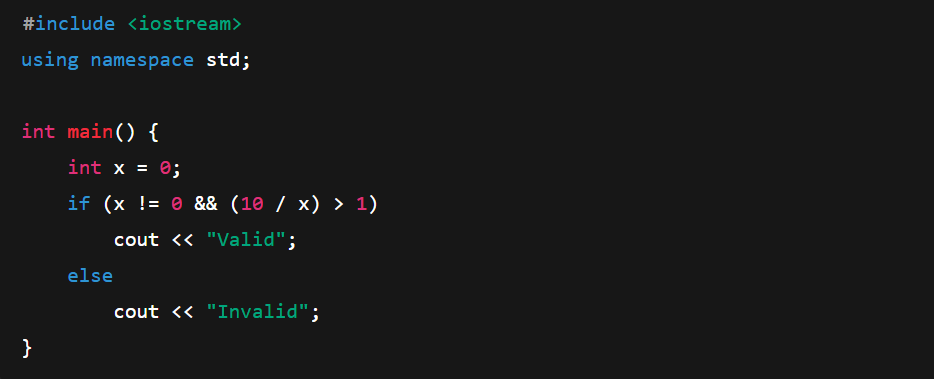 #include <iostream>
using namespace std;
int main() {
int x = 0;
if (x != 0 && (10 / x) > 1)
cout << "Valid";
else
cout << "Invalid";
}